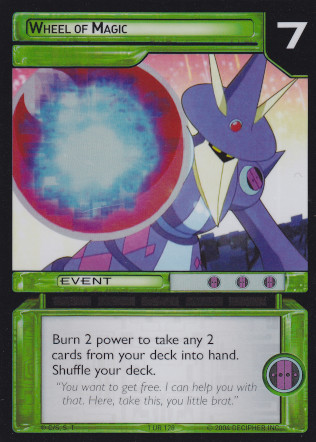 WHEEL OF MAGIC
7
EVENT
Burn 2 power to take any 2
cards from your deck into hand.
Shuffle your deck.
"You want to get free. I can help you with
that. Here, take this, you little brat."
© 2004 DECIPHER INC.